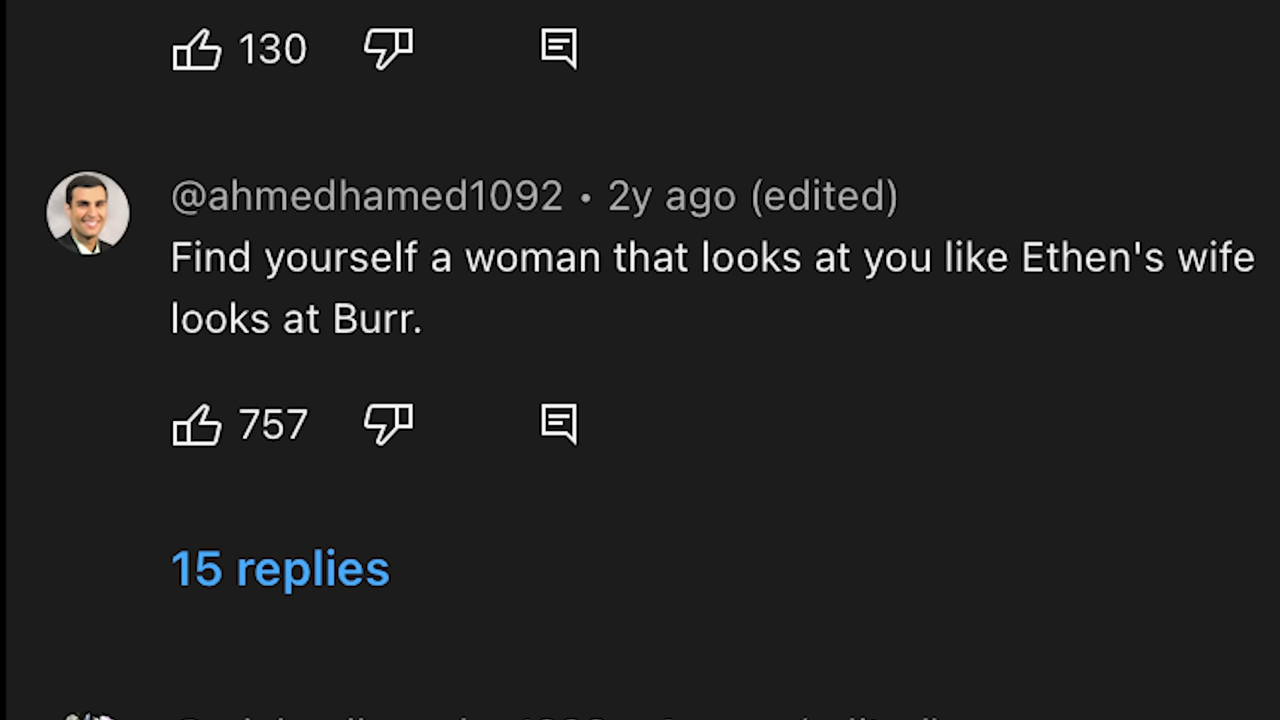 130
@ahmedhamed1092 • 2y ago (edited)
Find yourself a woman that looks at you like Ethen's wife
looks at Burr.
757
15 replies